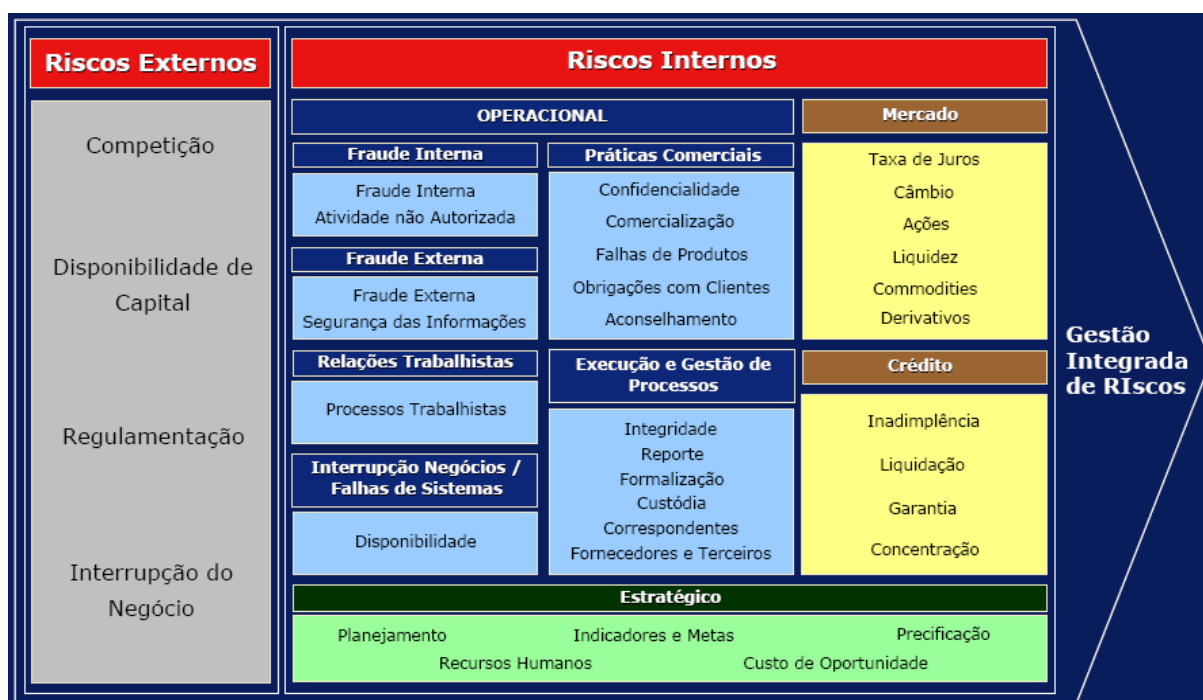 Riscos Externos
Competição
Disponibilidade de
Capital
Regulamentação
Interrupção do
Negócio
Riscos Internos
OPERACIONAL
Fraude Interna
Fraude Interna
Atividade não Autorizada
Fraude Externa
Fraude Externa
Segurança das Informações
Relações Trabalhistas
Processos Trabalhistas
Interrupção Negócios /
Falhas de Sistemas
Disponibilidade
Práticas Comerciais
Confidencialidade
Comercialização
Falhas de Produtos
Obrigações com Clientes
Aconselhamento
Execução e Gestão de
Processos
Integridade
Reporte
Formalização
Custódia
Correspondentes
Fornecedores e Terceiros
Mercado
Taxa de Juros
Câmbio
Ações
Liquidez
Commodities
Derivativos
Crédito
Inadimplência
Liquidação
Garantia
Concentração
Estratégico
Planejamento Indicadores e Metas Precificação
Recursos Humanos Custo de Oportunidade
Gestão
Integrada
de RIscos